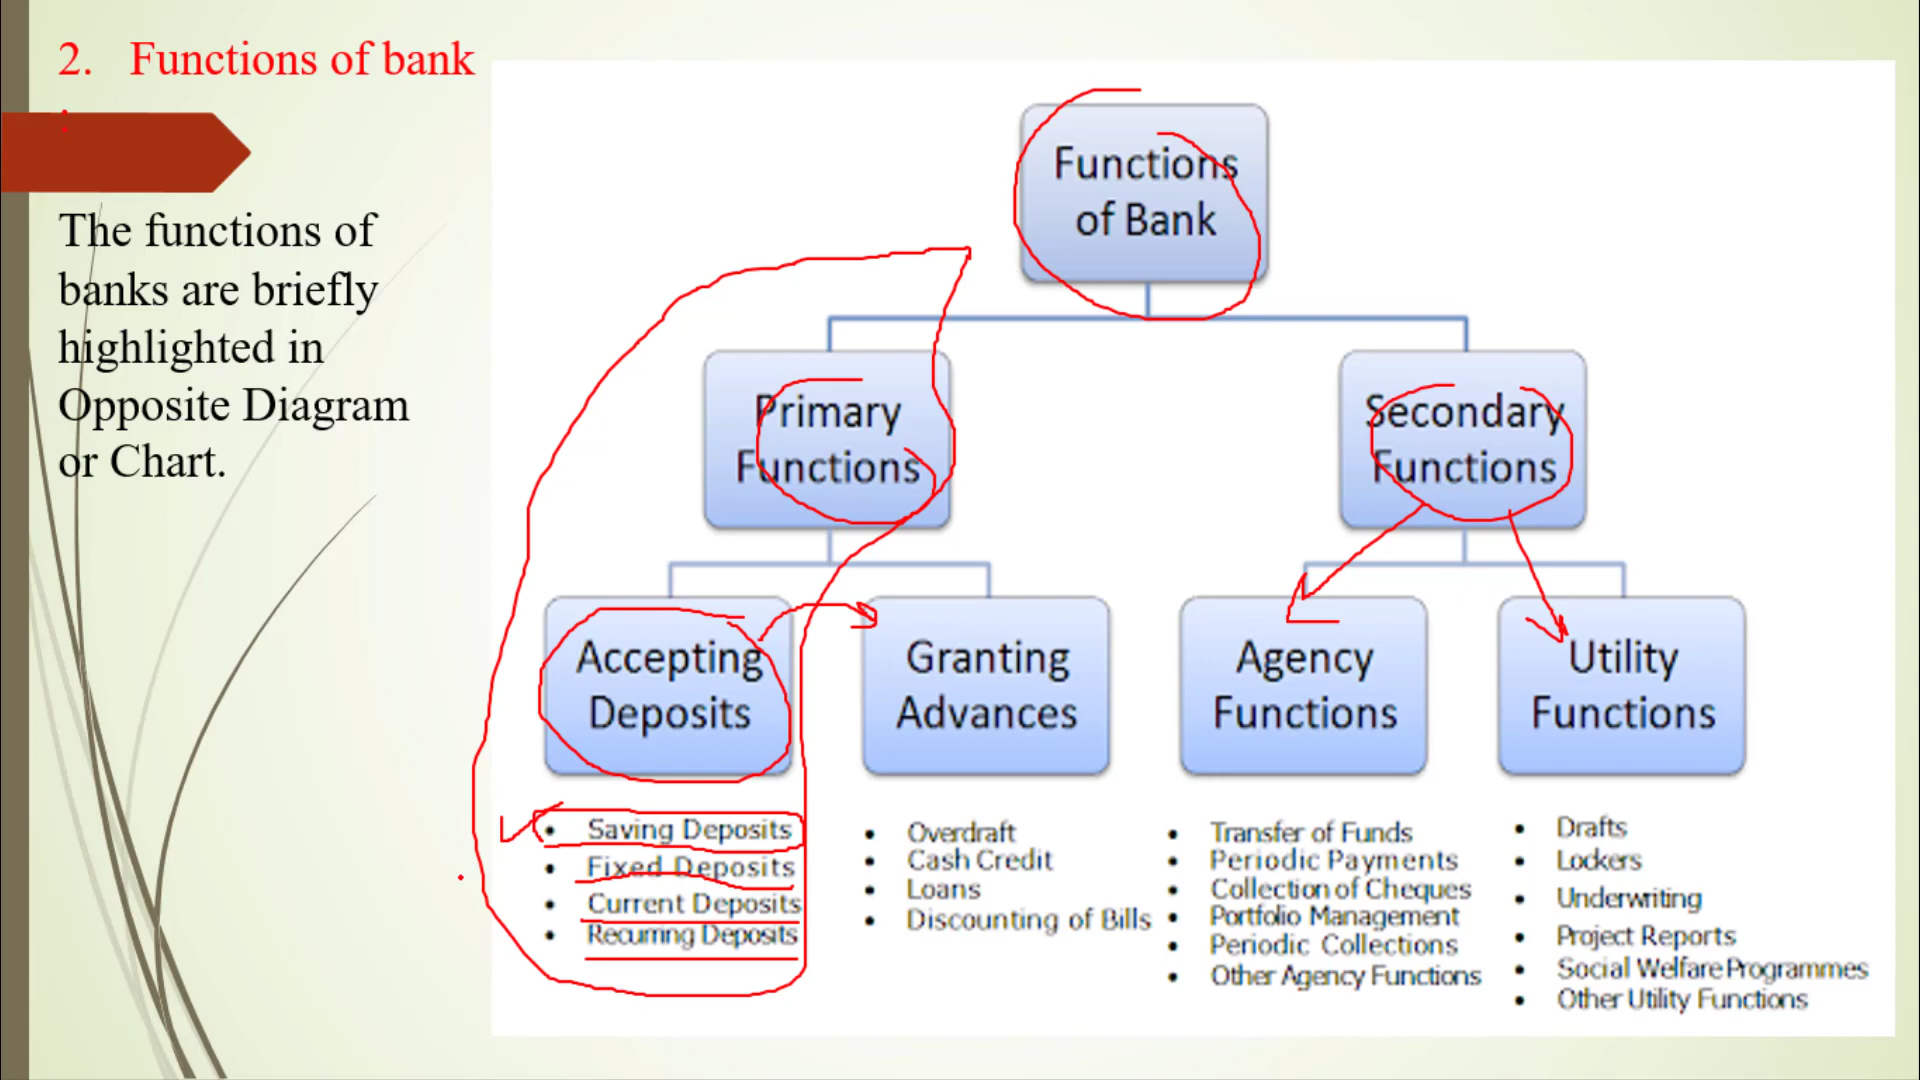 2. Functions of bank
:
The functions of
banks are briefly
highlighted in
Opposite Diagram
or Chart.
Functions
of Bank
Primary
Functions
Secondary
Functions
Accepting
Deposits
Granting
Advances
Agency
Functions
Utility
Functions
• Saving Deposits
• Fixed Deposits
• Current Deposits
• Recurring Deposits
• Overdraft
• Cash Credit
• Loans
• Discounting of Bills
• Transfer of Funds
• Periodic Payments
• Collection of Cheques
• Portfolio Management
• Periodic Collections
• Other Agency Functions
• Drafts
• Lockers
• Underwriting
• Project Reports
• Social Welfare Programmes
• Other Utility Functions